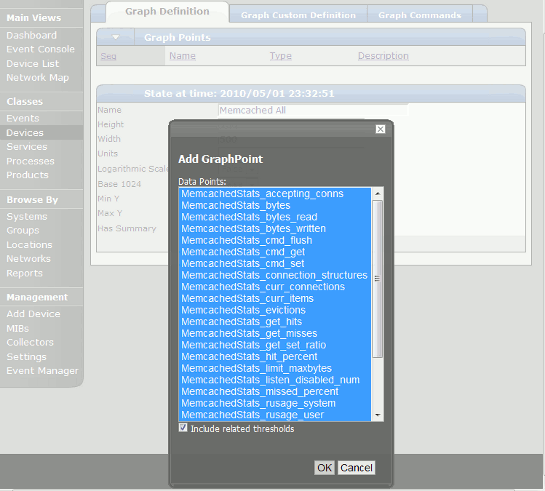 Main Views
Dashboard
Event Console
Device List
Network Map
Classes
Events
Devices
Services
Processes
Products
Browse By
Systems
Groups
Locations
Networks
Reports
Management
Add Device
MIBs
Collectors
Settings
Event Manager
Graph Definition
Graph Custom Definition
Graph Commands
Graph Points
Seq Name Type Description
State at time: 2010/05/01 23:32:51
Name Memcached All
Height
Width
Units
Logarithmic Scale
Base 1024
Min Y
Max Y
Has Summary
Add GraphPoint
Data Points:
MemcachedStats_accepting_conns
MemcachedStats_bytes
MemcachedStats_bytes_read
MemcachedStats_bytes_written
MemcachedStats_cmd_flush
MemcachedStats_cmd_get
MemcachedStats_cmd_set
MemcachedStats_connection_structures
MemcachedStats_curr_connections
MemcachedStats_curr_items
MemcachedStats_evictions
MemcachedStats_get_hits
MemcachedStats_get_misses
MemcachedStats_get_set_ratio
MemcachedStats_hit_percent
MemcachedStats_limit_maxbytes
MemcachedStats_listen_disabled_num
MemcachedStats_missed_percent
MemcachedStats_rusage_system
MemcachedStats_rusage_user
Include related thresholds
OK Cancel